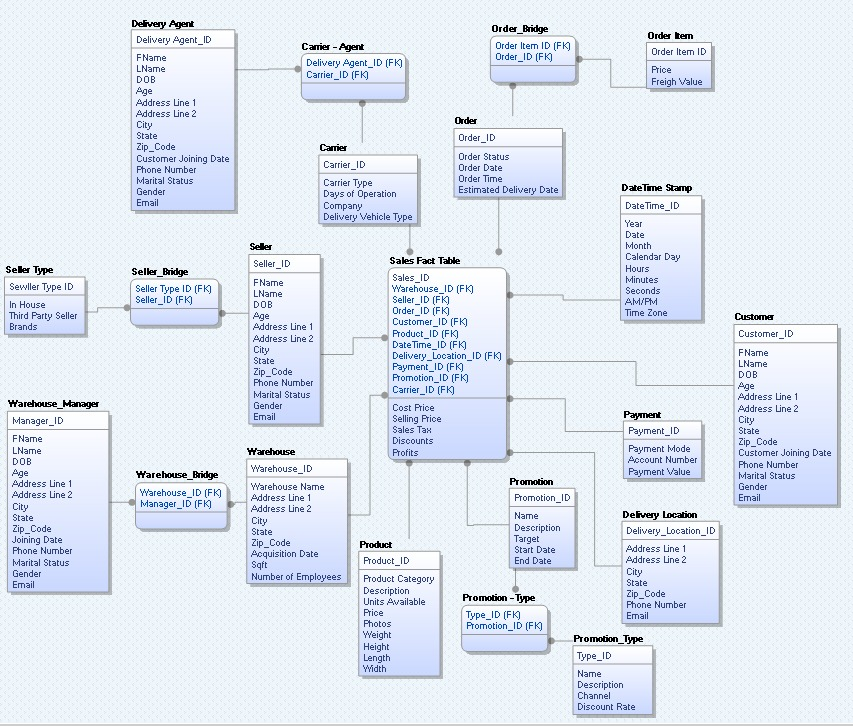 Delivery Agent
Delivery Agent_ID
FName
LName
DOB
Age
Address Line 1
Address Line 2
City
State
Zip_Code
Customer Joining Date
Phone Number
Marital Status
Gender
Email
Carrier - Agent
Delivery Agent_ID (FK)
Carrier_ID (FK)
Order_Bridge
Order Item ID (FK)
Order_ID (FK)
Order Item
Order Item ID
Price
Freigh Value
Carrier
Carrier_ID
Carrier Type
Days of Operation
Company
Delivery Vehicle Type
Order
Order_ID
Order Status
Order Date
Order Time
Estimated Delivery Date
DateTime Stamp
DateTime_ID
Year
Date
Month
Calendar Day
Hours
Minutes
Seconds
AM/PM
Time Zone
Seller Type
Sewller Type ID
In House
Third Party Seller
Brands
Seller_Bridge
Seller Type ID (FK)
Seller_ID (FK)
Seller
Seller_ID
FName
LName
DOB
Age
Address Line 1
Address Line 2
City
State
Zip_Code
Phone Number
Marital Status
Gender
Email
Sales Fact Table
Sales_ID
Warehouse_ID (FK)
Seller_ID (FK)
Order_ID (FK)
Customer_ID (FK)
Product_ID (FK)
DateTime_ID (FK)
Delivery_Location_ID (FK)
Payment_ID (FK)
Promotion_ID (FK)
Carrier_ID (FK)
Cost Price
Selling Price
Sales Tax
Discounts
Profits
Customer
Customer_ID
FName
LName
DOB
Age
Address Line 1
Address Line 2
City
State
Zip_Code
Customer Joining Date
Phone Number
Marital Status
Gender
Email
Warehouse_Manager
Manager_ID
FName
LName
DOB
Age
Address Line 1
Address Line 2
City
State
Zip_Code
Joining Date
Phone Number
Marital Status
Gender
Email
Warehouse_Bridge
Warehouse_ID (FK)
Manager_ID (FK)
Warehouse
Warehouse_ID
Warehouse Name
Address Line 1
Address Line 2
City
State
Zip_Code
Acquisition Date
Sqft
Number of Employees
Payment
Payment_ID
Payment Mode
Account Number
Payment Value
Promotion
Promotion_ID
Name
Description
Target
Start Date
End Date
Delivery Location
Delivery_Location_ID
Address Line 1
Address Line 2
City
State
Zip_Code
Phone Number
Email
Product
Product_ID
Product Category
Description
Units Available
Price
Photos
Weight
Height
Length
Width
Promotion -Type
Type_ID (FK)
Promotion_ID (FK)
Promotion_Type
Type_ID
Name
Description
Channel
Discount Rate